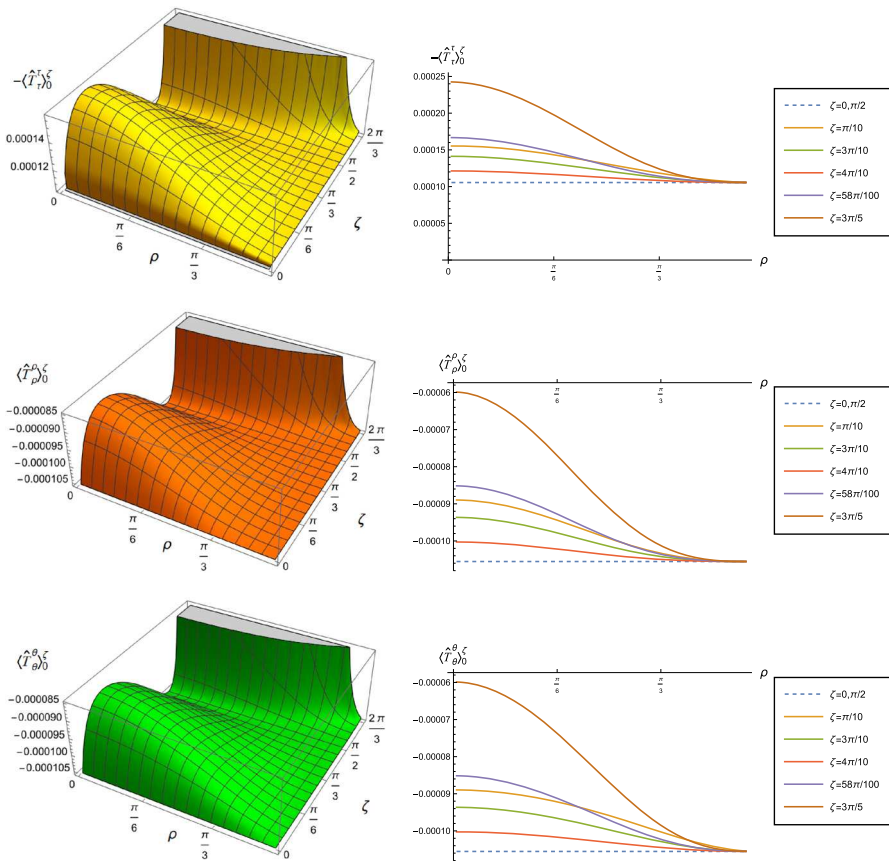 −⟨T̂^τ_τ⟩^ζ_0
0.00014
0.00012
0
π/6
ρ
π/3
0
π/6
π/3
π/2
2π/3
ζ
−⟨T̂^τ_τ⟩^ζ_0
0.00025
0.00020
0.00015
0.00010
0.00005
0
π/6
π/3
ρ
ζ=0,π/2
ζ=π/10
ζ=3π/10
ζ=4π/10
ζ=58π/100
ζ=3π/5
⟨T̂^ρ_ρ⟩^ζ_0
−0.000085
−0.000090
−0.000095
−0.000100
−0.000105
0
π/6
ρ
π/3
0
π/6
π/3
π/2
2π/3
ζ
⟨T̂^ρ_ρ⟩^ζ_0
−0.00006
−0.00007
−0.00008
−0.00009
−0.00010
π/6
π/3
ρ
ζ=0,π/2
ζ=π/10
ζ=3π/10
ζ=4π/10
ζ=58π/100
ζ=3π/5
⟨T̂^θ_θ⟩^ζ_0
−0.000085
−0.000090
−0.000095
−0.000100
−0.000105
0
π/6
ρ
π/3
0
π/6
π/3
π/2
2π/3
ζ
⟨T̂^θ_θ⟩^ζ_0
−0.00006
−0.00007
−0.00008
−0.00009
−0.00010
π/6
π/3
ρ
ζ=0,π/2
ζ=π/10
ζ=3π/10
ζ=4π/10
ζ=58π/100
ζ=3π/5